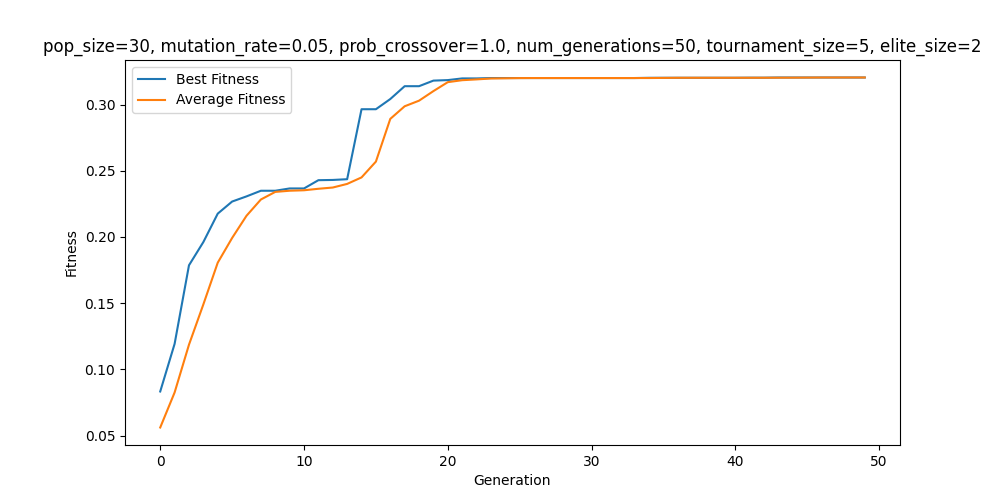 pop_size=30, mutation_rate=0.05, prob_crossover=1.0, num_generations=50, tournament_size=5, elite_size=2
Best Fitness
Average Fitness
0.30
0.25
0.20
0.15
0.10
0.05
Fitness
0 10 20 30 40 50
Generation